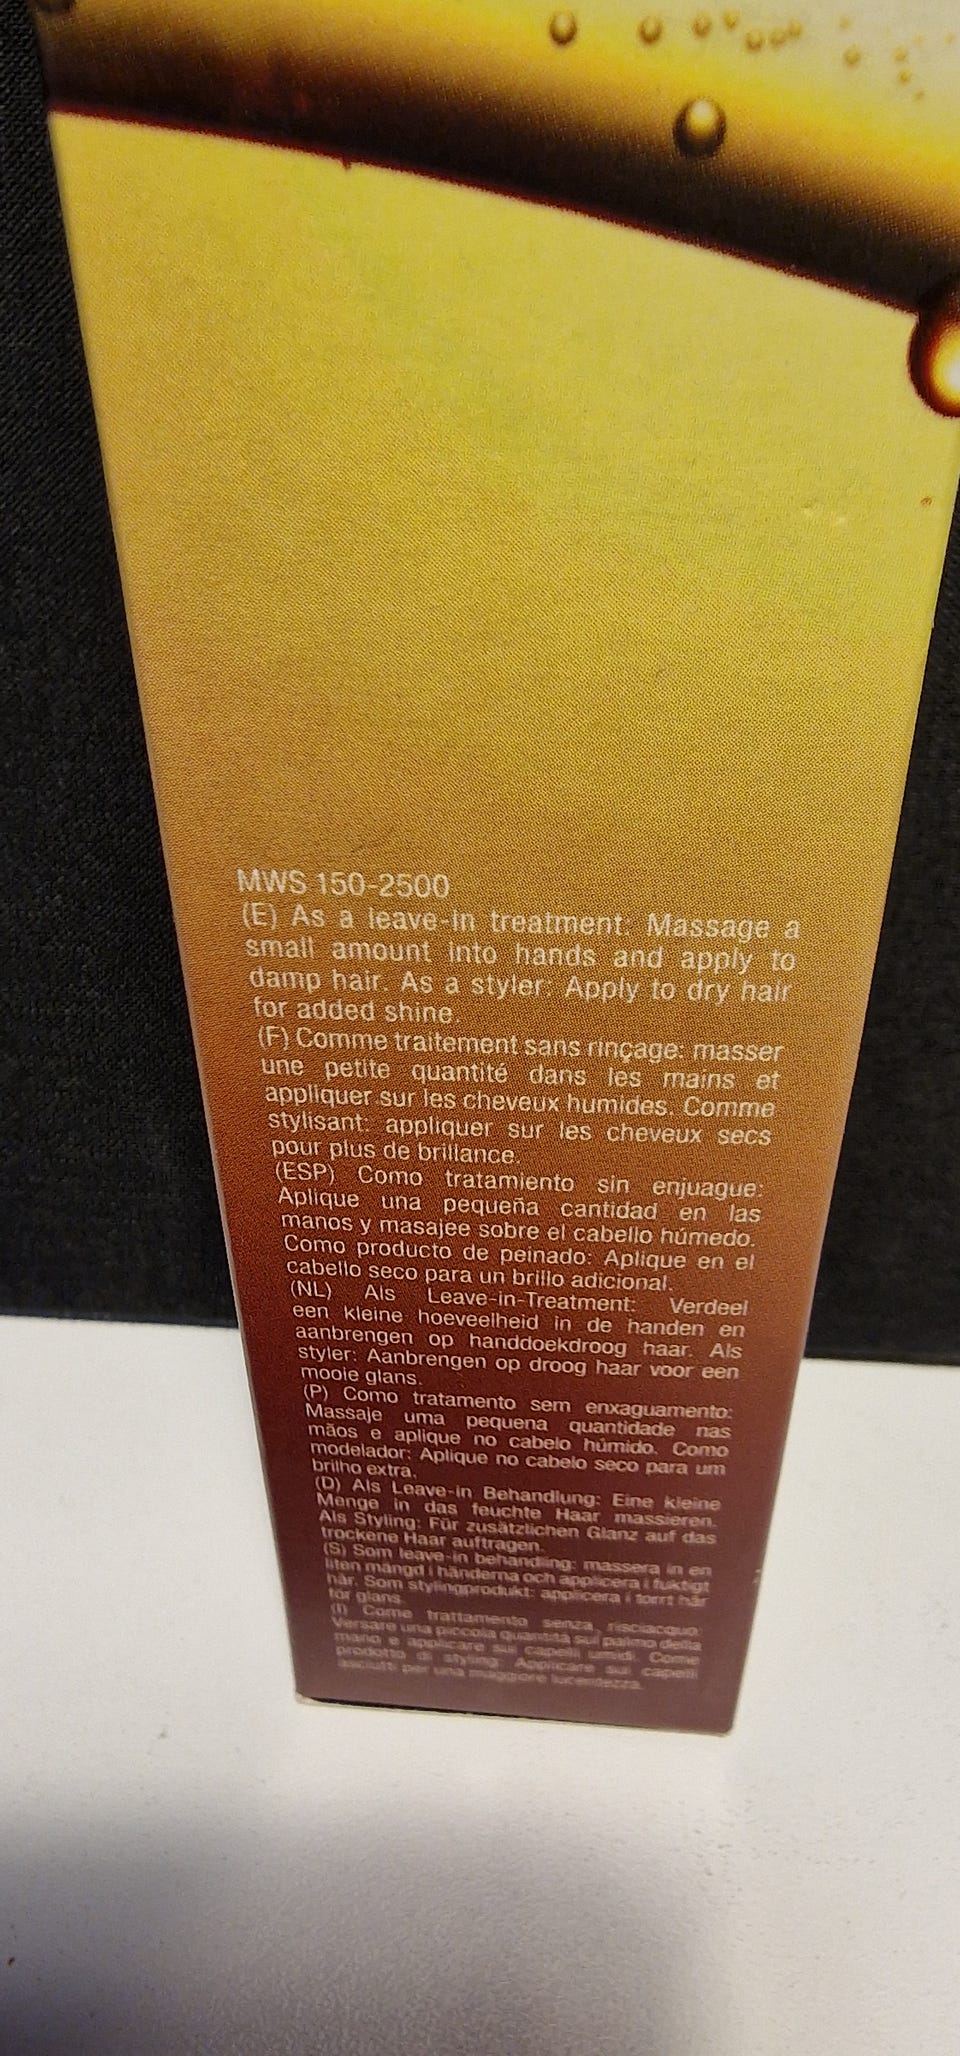 MWS 150-2500
(E) As a leave-in treatment: Massage a
small amount into hands and apply to
damp hair. As a styler: Apply to dry hair
for added shine.
(F) Comme traitement sans rinçage: masser
une petite quantité dans les mains et
appliquer sur les cheveux humides. Comme
stylisant: appliquer sur les cheveux secs
pour plus de brillance.
(ESP) Como tratamiento sin enjuague:
Aplique una pequeña cantidad en las
manos y masajee sobre el cabello húmedo.
Como producto de peinado: Aplique en el
cabello seco para un brillo adicional.
(NL) Als Leave-in-Treatment: Verdeel
een kleine hoeveelheid in de handen en
aanbrengen op handdoekdroog haar. Als
styler: Aanbrengen op droog haar voor een
mooie glans.
(P) Como tratamento sem enxaguamento:
Massaje uma pequena quantidade nas
mãos e aplique no cabelo húmido. Como
modelador: Aplique no cabelo seco para um
brilho extra.
(D) Als Leave-in Behandlung: Eine kleine
Menge in das feuchte Haar massieren.
Als Styling: Für zusätzlichen Glanz auf das
trockene Haar auftragen.
(S) Som leave-in behandling: massera in en
liten mängd i händerna och applicera i fuktigt
hår. Som stylingprodukt: applicera i torrt hår
för glans.
(I) Come trattamento senza risciacquo:
Versare una piccola quantità sul palmo della
mano e applicare sui capelli umidi. Come
prodotto di styling: Applicare sui capelli
asciutti per una maggiore lucentezza.